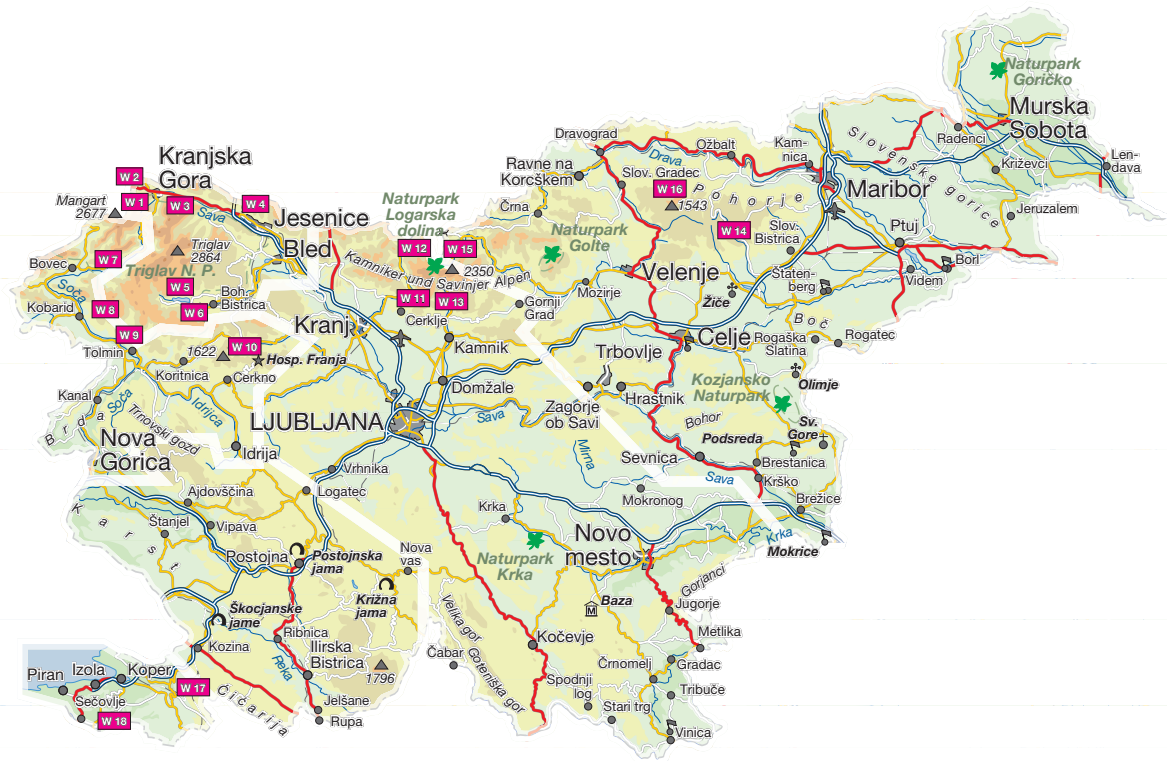 Naturpark
Goričko
Murska
Sobota
Radenci
Križevci
Len-
dava
Jeruzalem
Slovenske gorice
Dravograd
Drava
Ožbalt
Kam-
nica
Maribor
Ravne na
Korcškem
Slov. Gradec
W 16
1543
Pohorje
W 14
Slov.
Bistrica
Ptuj
Borl
Videm
Štaten-
berg
Črna
Kranjska
Gora
W 2
W 1
W 3
W 4
Mangart
2677
Sava
Jesenice
Bled
Triglav
2864
Triglav N. P.
W 7
Bovec
Soča
W 5
Boh.
Bistrica
W 8
W 6
Kobarid
W 9
Tolmin
Naturpark
Logarska
dolina
W 12
W 15
2350
Kamniker und Savinjer Alpen
Naturpark
Golte
W 11
W 13
Cerklje
Gornji
Grad
Mozirje
Velenje
Žiče
Boč
Rogatec
Rogaška
Slatina
Celje
Kranj
Kamnik
1622
W 10
Hosp. Franja
Koritnica
Cerkno
Trbovlje
Domžale
Hrastnik
Zagorje
ob Savi
Kozjansko
Naturpark
Olimje
Kanal
Soča
Idrijca
Brda
Trnovski gozd
LJUBLJANA
Sava
Bohor
Sv.
Gore
Podsreda
Nova
Gorica
Idrija
Vrhnika
Mirna
Sevnica
Brestanica
Sava
Krško
Logatec
Mokronog
Brežice
Ajdovščina
Krka
Kars t
Štanjel
Vipava
Novo
mesto
Krka
Mokrice
Postojna
Postojnska
jama
Nova
vas
Naturpark
Krka
Gorjanci
Križna
jama
Baza
M
Jugorje
Škocjanske
jame
Velika gor
Metlika
Ribnica
Kozina
Kočevje
Ilirska
Bistrica
Reka
Čabar
Goteniška gor
Črnomelj
Gradac
1796
Piran
Izola
Koper
W 17
Čičarija
Spodnji
log
Tribuče
Sečovlje
Jelšane
Stari trg
W 18
Rupa
Vinica